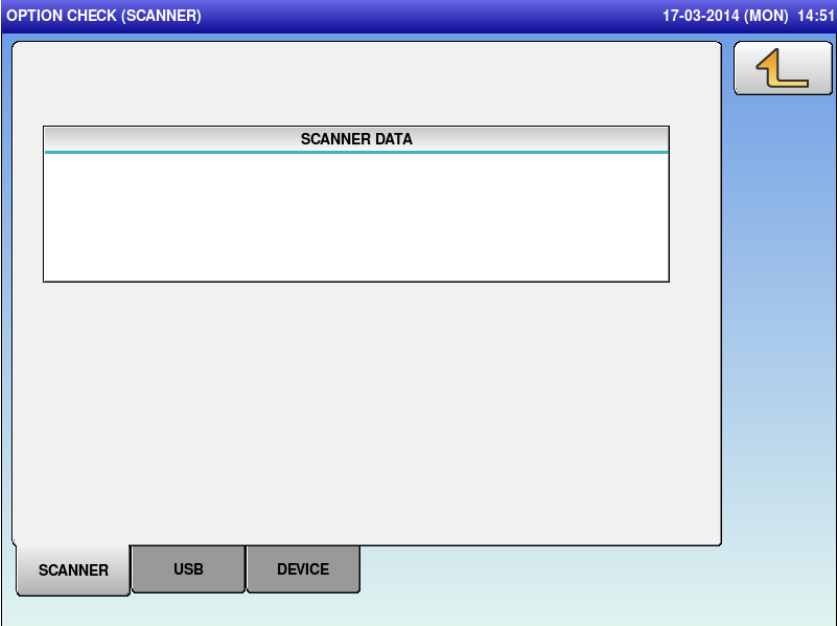 OPTION CHECK (SCANNER) 17-03-2014 (MON) 14:51
SCANNER DATA
SCANNER USB DEVICE